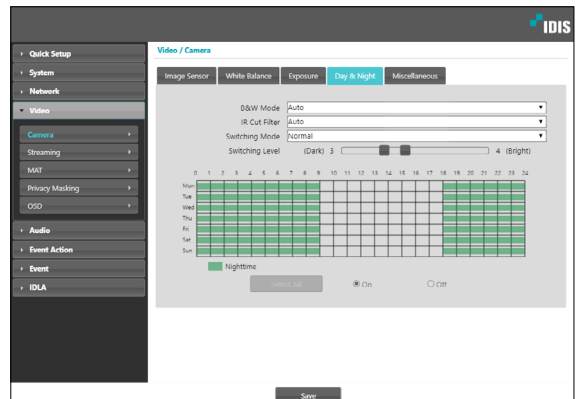 IDIS
Quick Setup
System
Network
Video
Camera
Streaming
MAT
Privacy Masking
OSD
Audio
Event Action
Event
IDLA
Video / Camera
Image Sensor White Balance Exposure Day & Night Miscellaneous
B&W Mode Auto
IR Cut Filter Auto
Switching Mode Normal
Switching Level (Dark) 3 4 (Bright)
0 1 2 3 4 5 6 7 8 9 10 11 12 13 14 15 16 17 18 19 20 21 22 23 24
Mon
Tue
Wed
Thu
Fri
Sat
Sun
Nighttime
Select All On Off
Save